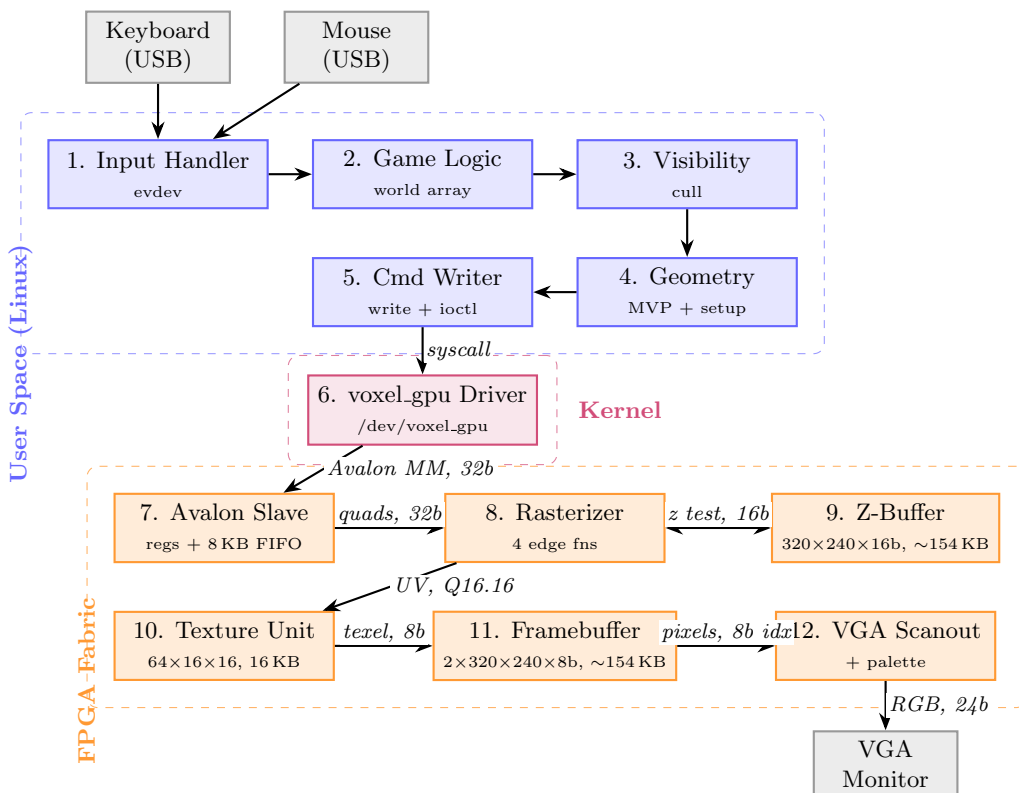 Keyboard
(USB)
Mouse
(USB)
User Space (Linux)
1. Input Handler
evdev
2. Game Logic
world array
3. Visibility
cull
5. Cmd Writer
write + ioctl
4. Geometry
MVP + setup
syscall
6. voxel_gpu Driver
/dev/voxel_gpu
Kernel
Avalon MM, 32b
FPGA Fabric
7. Avalon Slave
regs + 8 KB FIFO
quads, 32b
8. Rasterizer
4 edge fns
z test, 16b
9. Z-Buffer
320×240×16b, ~154 KB
UV, Q16.16
10. Texture Unit
64×16×16, 16 KB
texel, 8b
11. Framebuffer
2×320×240×8b, ~154 KB
pixels, 8b idx
12. VGA Scanout
+ palette
RGB, 24b
VGA
Monitor